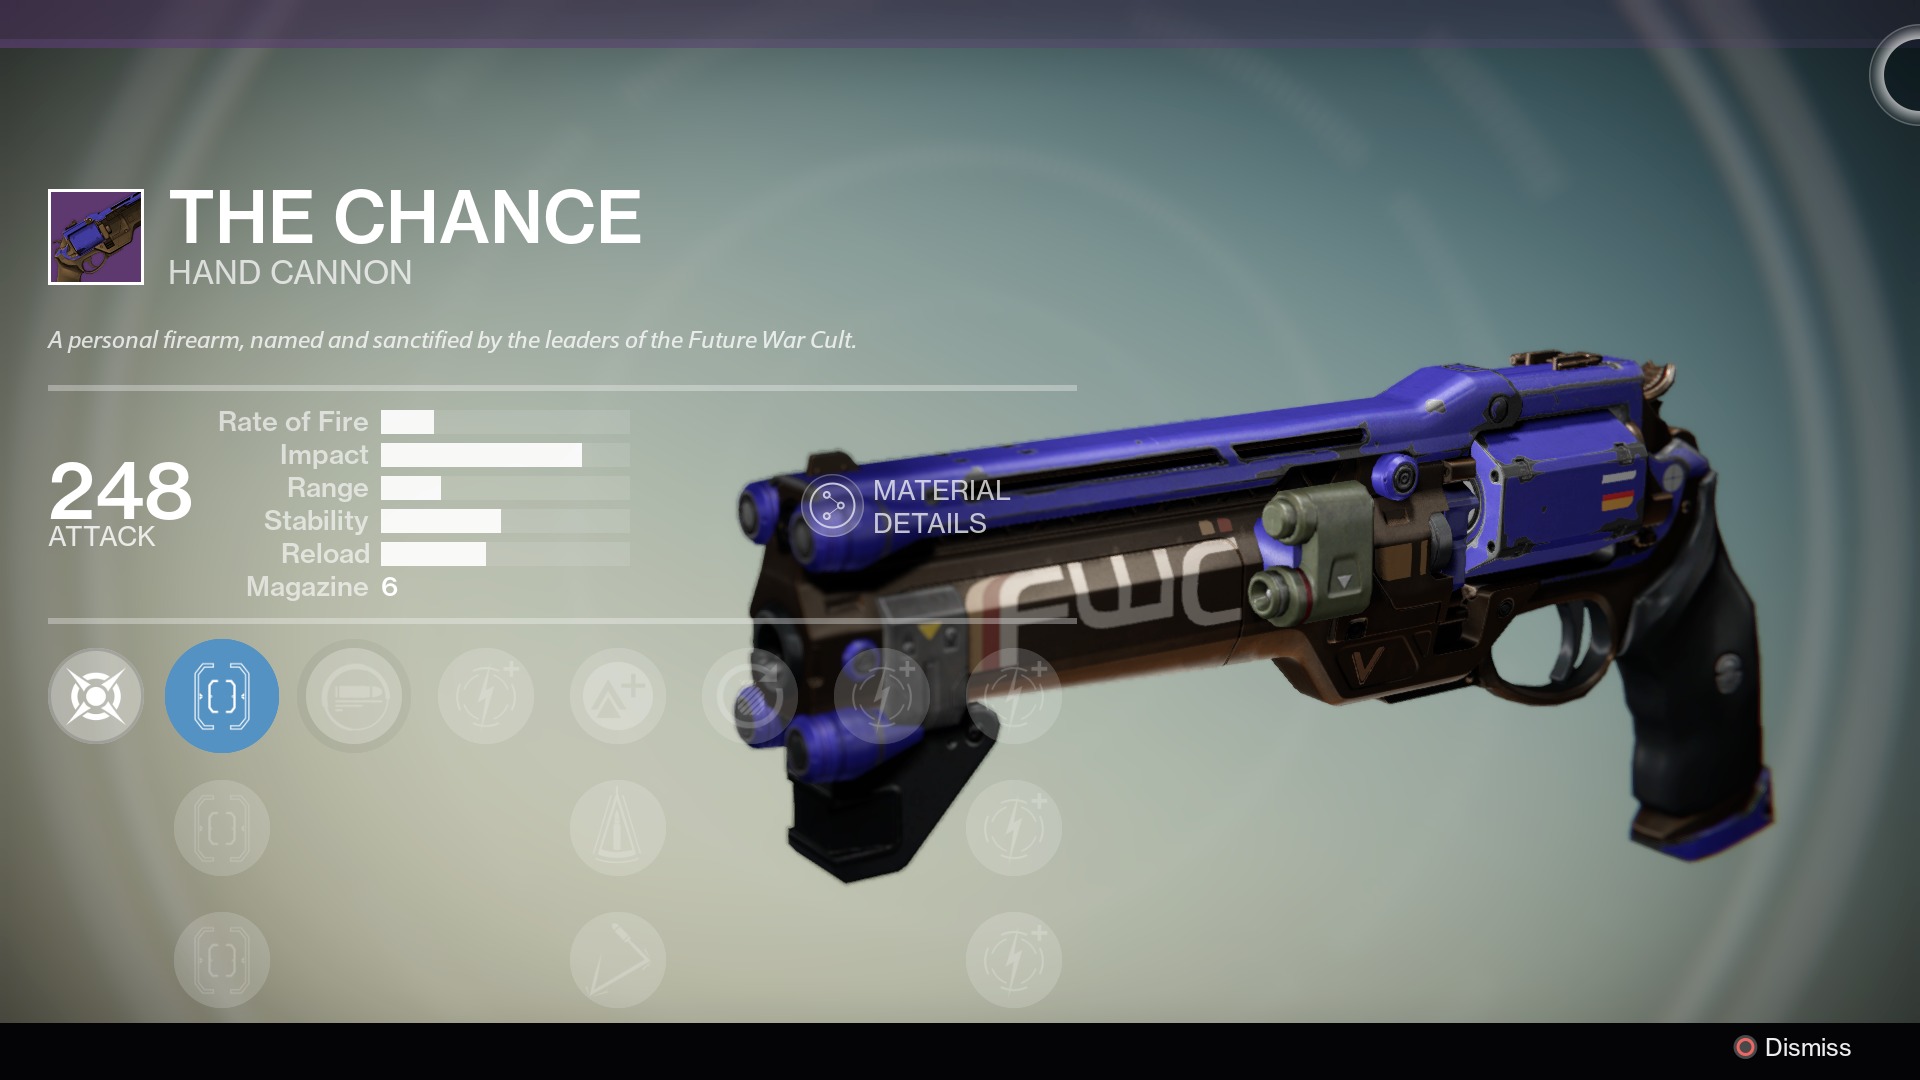 THE CHANCE
HAND CANNON
A personal firearm, named and sanctified by the leaders of the Future War Cult.
248
ATTACK
Rate of Fire
Impact
Range
Stability
Reload
Magazine 6
MATERIAL
DETAILS
FWC
V
Dismiss